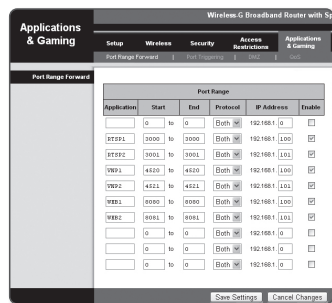 Wireless-G Broadband Router with Sp
Applications & Gaming
Setup Wireless Security Access Restrictions Applications & Gaming
Port Range Forward | Port Triggering | DMZ | QoS
Port Range Forward
Port Range
Application Start End Protocol IP Address Enable
0 to 0 Both 192.168.1. 0
RTSP1 3000 to 3000 Both 192.168.1. 100
RTSP2 3001 to 3001 Both 192.168.1. 101
VNP1 4520 to 4520 Both 192.168.1. 100
VNP2 4521 to 4521 Both 192.168.1. 101
WEB1 8080 to 8080 Both 192.168.1. 100
WEB2 8081 to 8081 Both 192.168.1. 101
0 to 0 Both 192.168.1. 0
0 to 0 Both 192.168.1. 0
0 to 0 Both 192.168.1. 0
Save Settings Cancel Changes